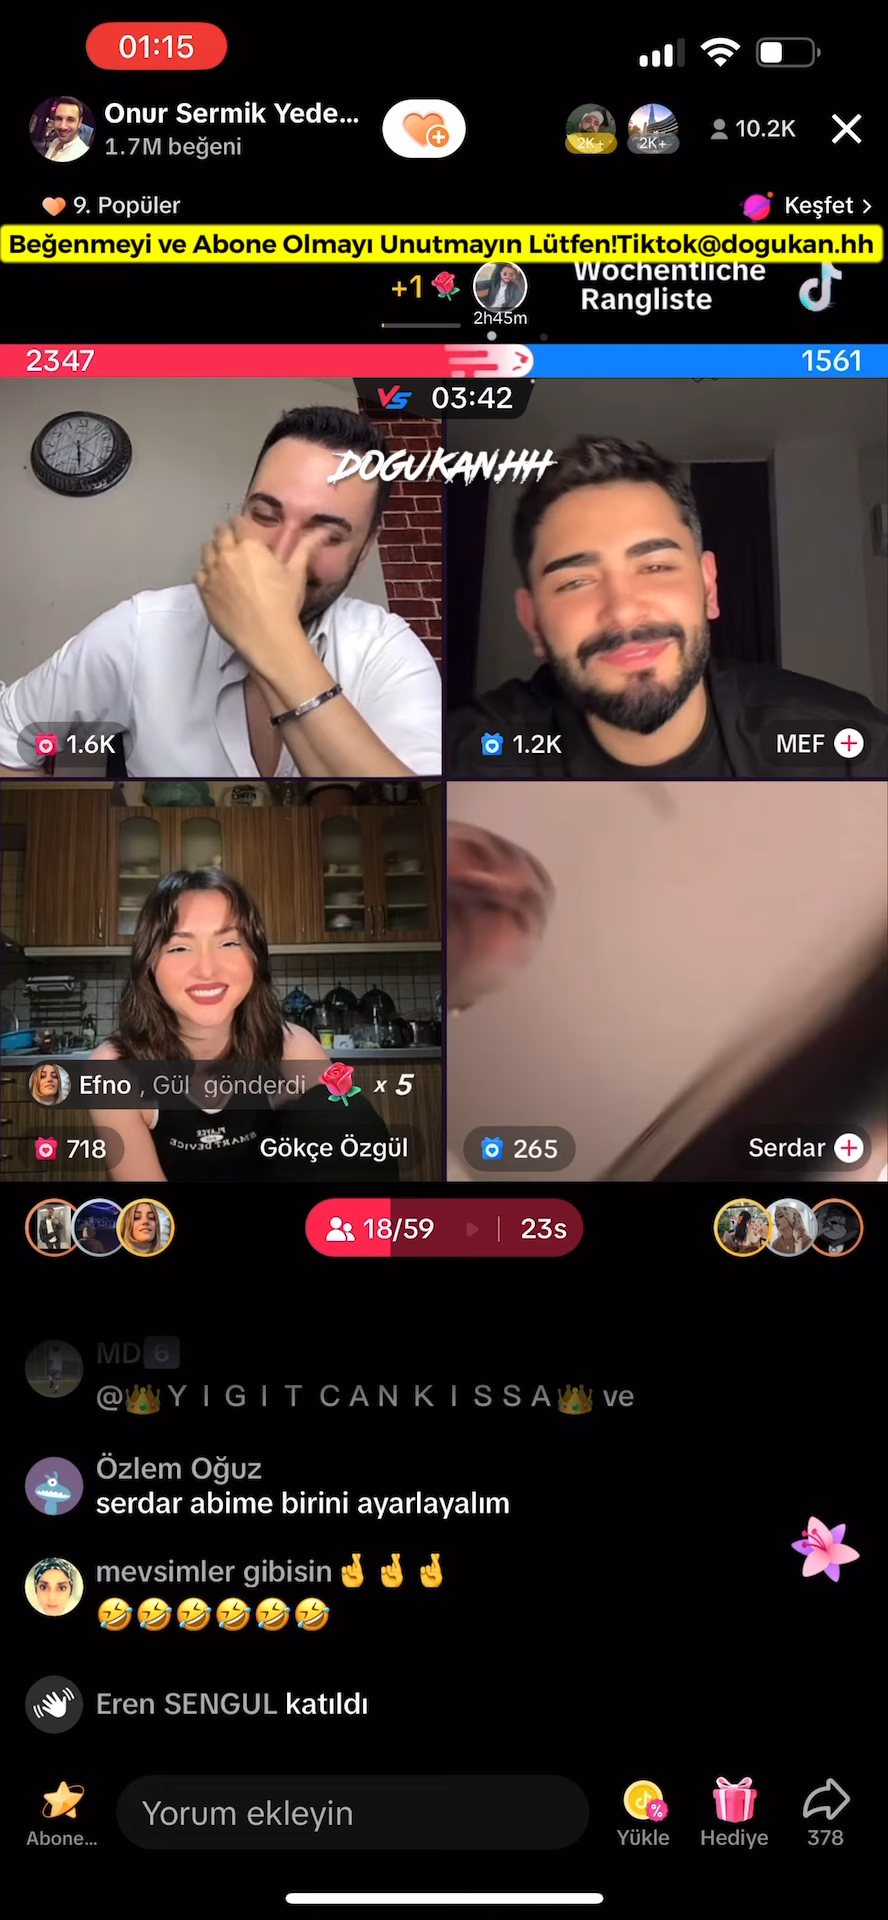 01:15
Onur Sermik Yede...
1.7M beğeni
2K+
2K+
10.2K
9. Popüler
Keşfet
Beğenmeyi ve Abone Olmayı Unutmayın Lütfen!Tiktok@dogukan.hh
+1
2h45m
Wöchentliche
Rangliste
2347
1561
VS 03:42
DOGUKAN.HH
1.6K
1.2K
MEF
Efno , Gül gönderdi x 5
718
Gökçe Özgül
265
Serdar
18/59
23s
MD 6
@👑Y I G I T C A N K I S S A👑 ve
Özlem Oğuz
serdar abime birini ayarlayalım
mevsimler gibisin🤞🤞🤞
🤣🤣🤣🤣🤣🤣
Eren SENGUL katıldı
Abone...
Yorum ekleyin
Yükle
Hediye
378